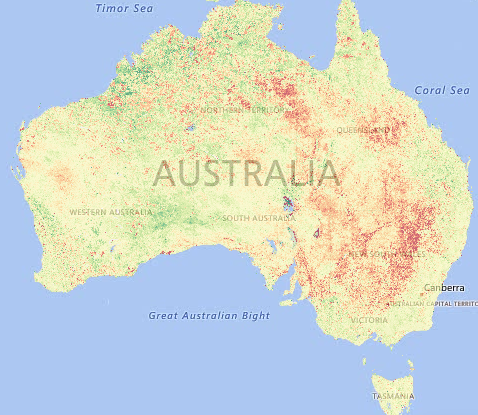 Timor Sea
Coral Sea
NORTHERN TERRITORY
QUEENSLAND
AUSTRALIA
WESTERN AUSTRALIA
SOUTH AUSTRALIA
NEW SOUTH WALES
Canberra
AUSTRALIAN CAPITAL TERRITO
Great Australian Bight
VICTORIA
TASMANIA